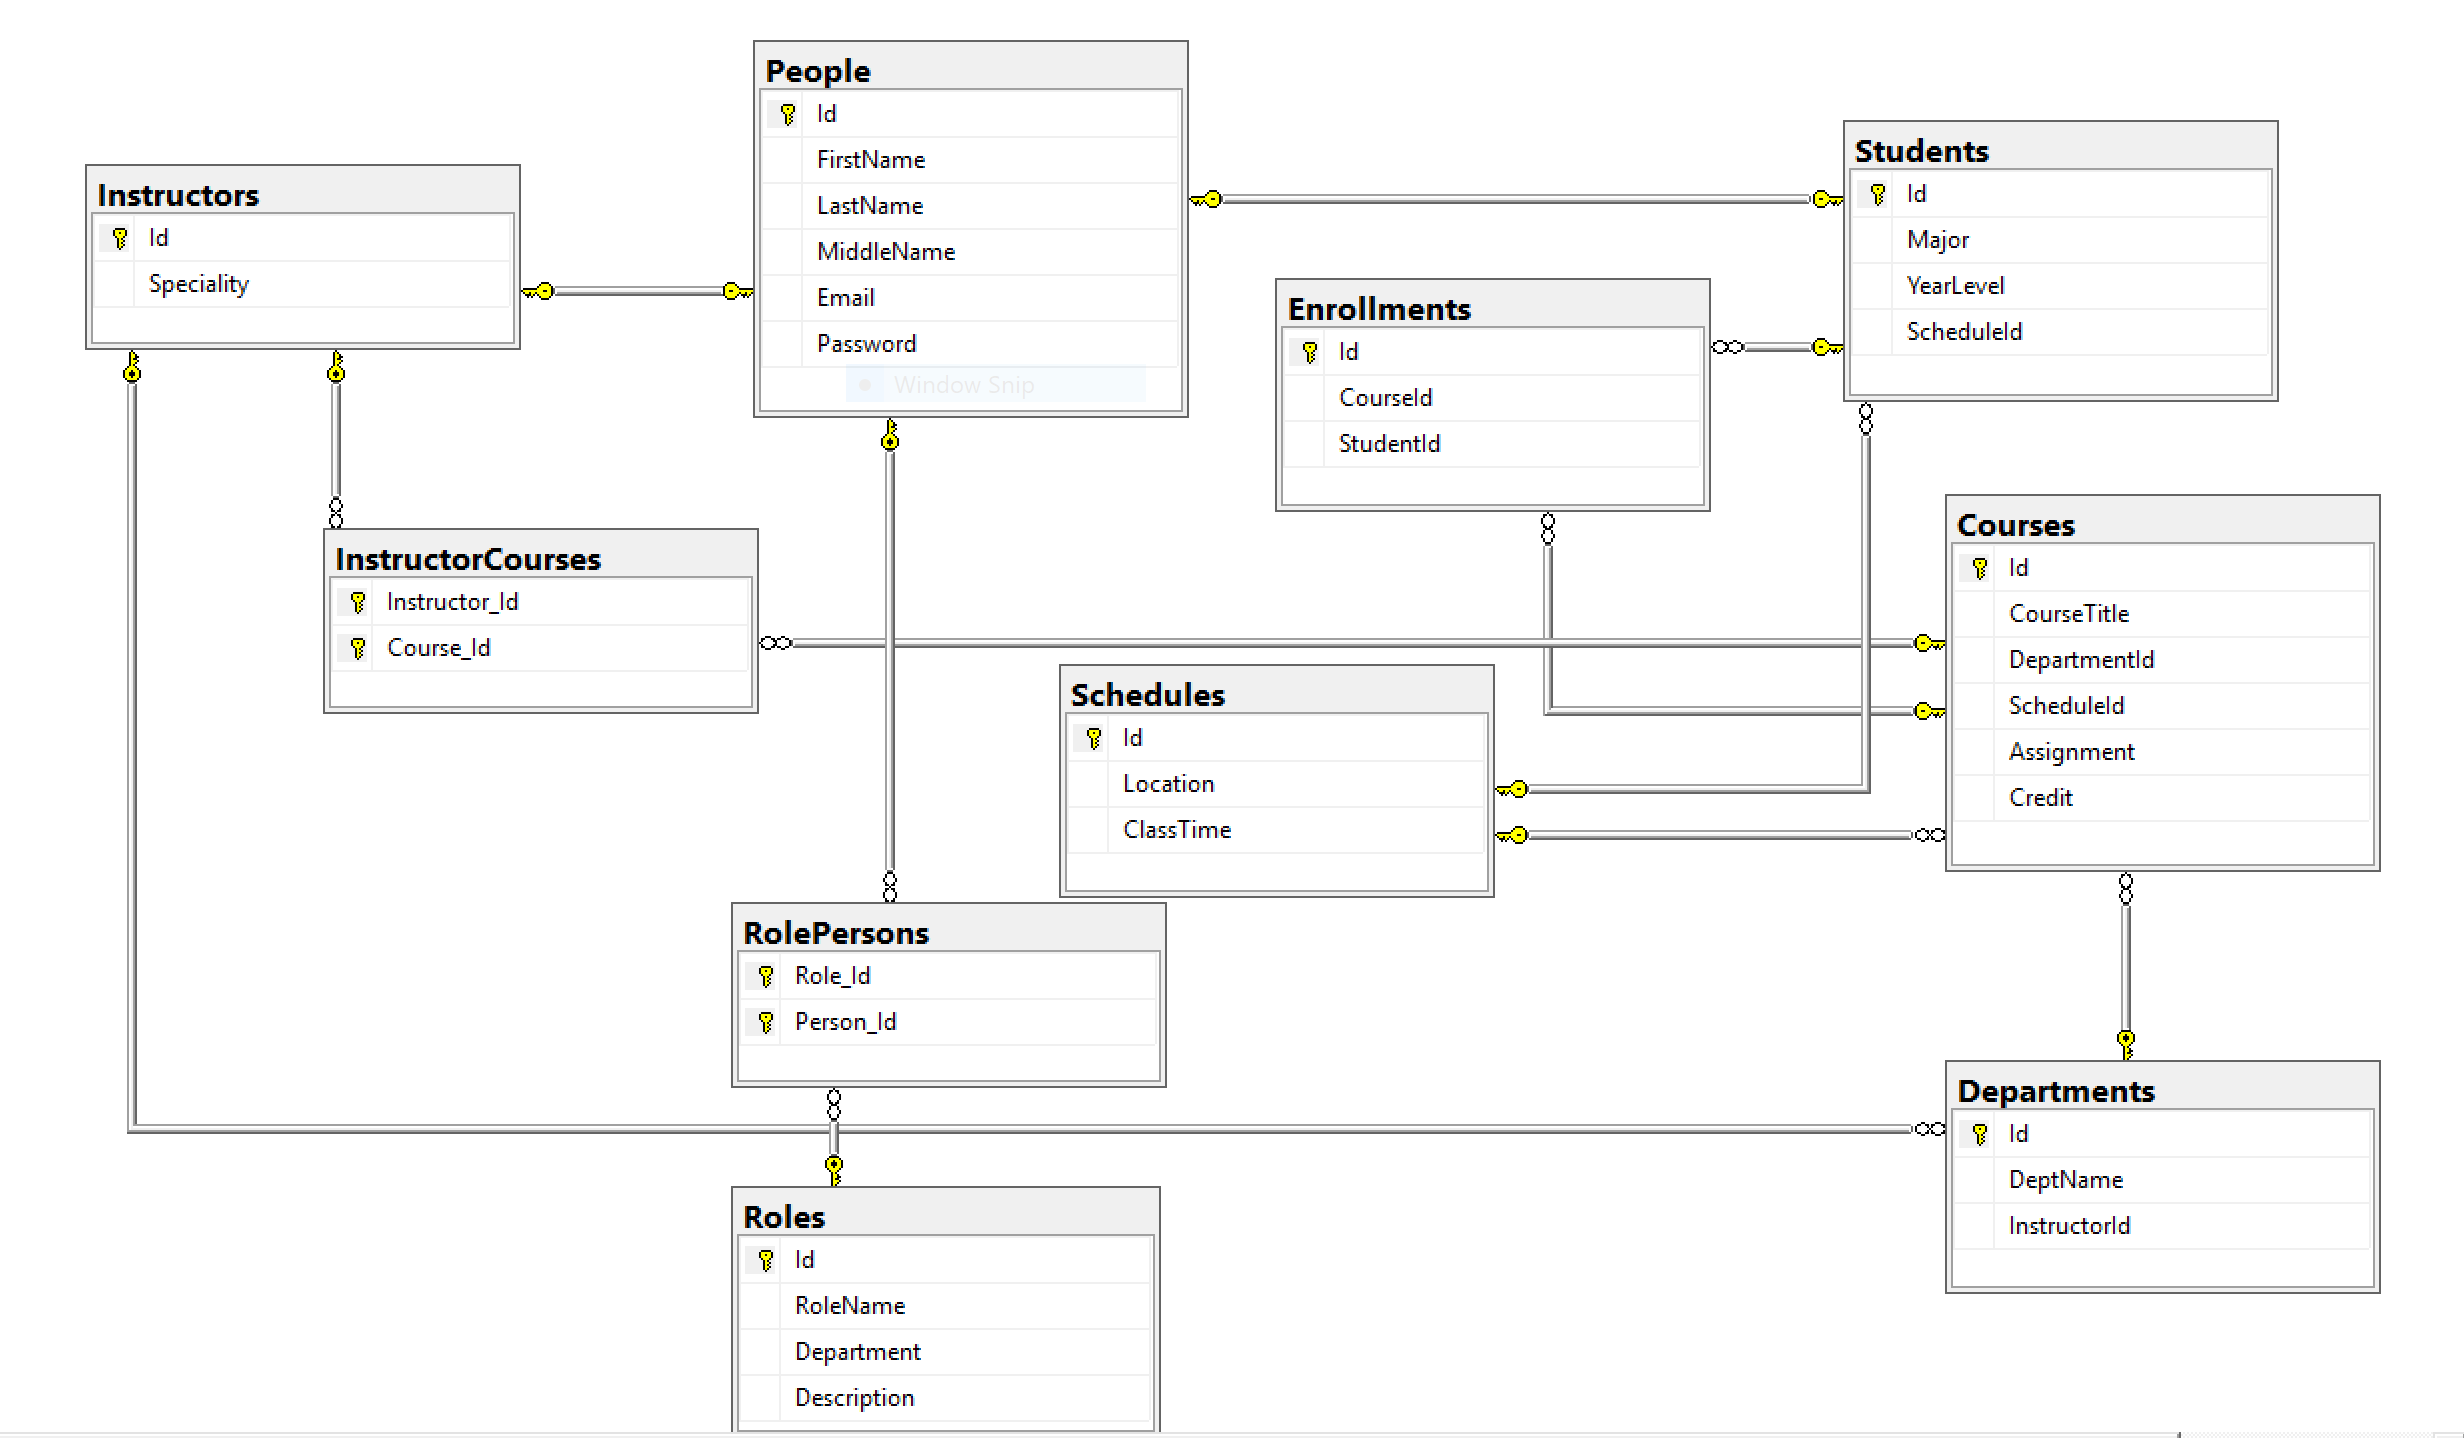 People
Id
FirstName
LastName
MiddleName
Email
Password
Window Snip
Students
Id
Major
YearLevel
ScheduleId
Instructors
Id
Speciality
Enrollments
Id
CourseId
StudentId
Courses
Id
CourseTitle
DepartmentId
ScheduleId
Assignment
Credit
InstructorCourses
Instructor_Id
Course_Id
Schedules
Id
Location
ClassTime
RolePersons
Role_Id
Person_Id
Departments
Id
DeptName
InstructorId
Roles
Id
RoleName
Department
Description